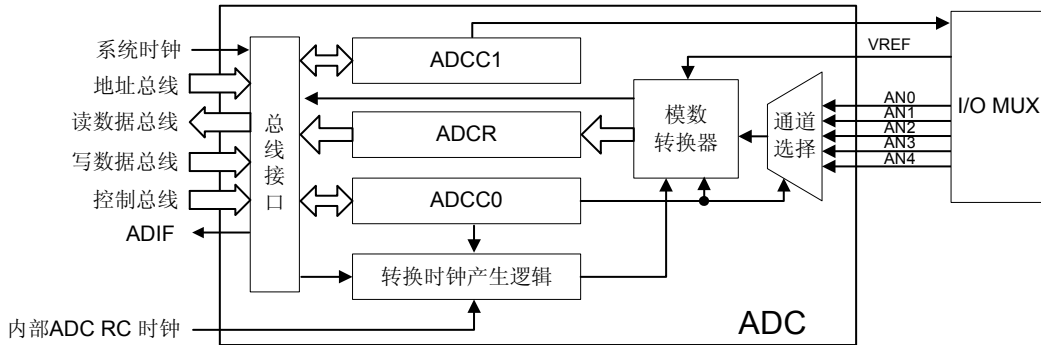 系统时钟
地址总线
读数据总线
写数据总线
控制总线
ADIF
内部ADC RC 时钟
总线接口
ADCC1
ADCR
ADCC0
转换时钟产生逻辑
模数
转换器
通道
选择
VREF
AN0
AN1
AN2
AN3
AN4
I/O MUX
ADC